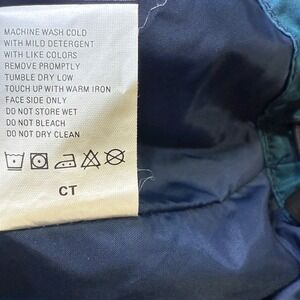 MACHINE WASH COLD
WITH MILD DETERGENT
WITH LIKE COLORS
REMOVE PROMPTLY
TUMBLE DRY LOW
TOUCH UP WITH WARM IRON
FACE SIDE ONLY
DO NOT STORE WET
DO NOT BLEACH
DO NOT DRY CLEAN
CT